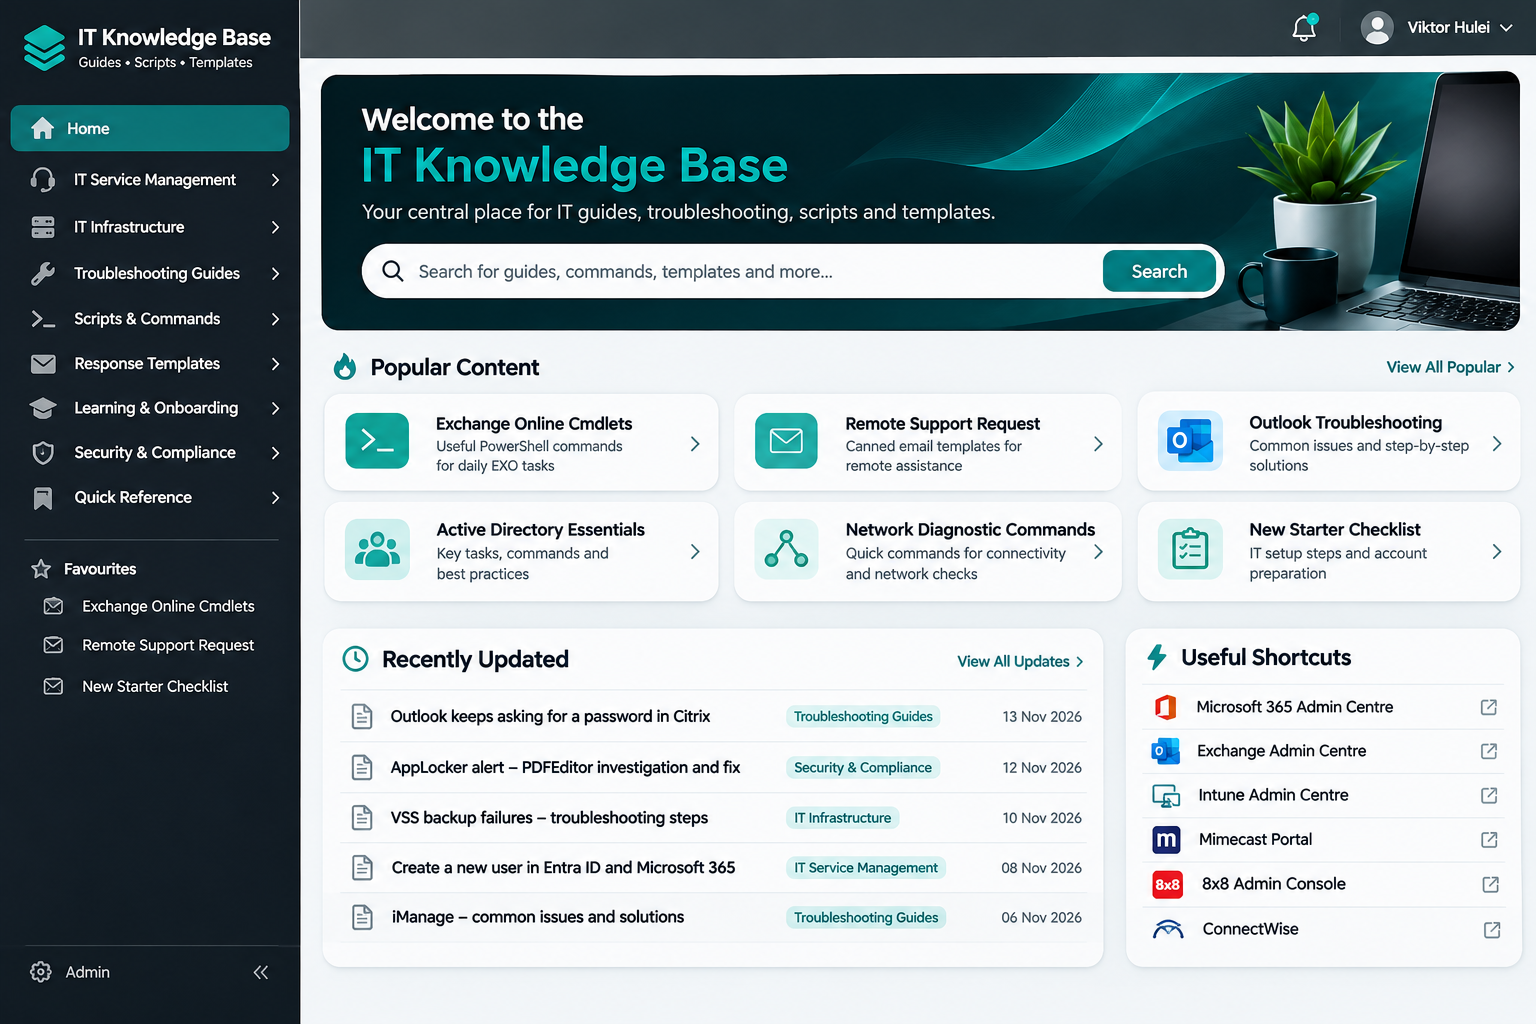 IT Knowledge Base
Guides • Scripts • Templates
Home
IT Service Management
IT Infrastructure
Troubleshooting Guides
Scripts & Commands
Response Templates
Learning & Onboarding
Security & Compliance
Quick Reference
Favourites
Exchange Online Cmdlets
Remote Support Request
New Starter Checklist
Admin
Viktor Hulei
Welcome to the
IT Knowledge Base
Your central place for IT guides, troubleshooting, scripts and templates.
Search for guides, commands, templates and more...
Search
Popular Content
View All Popular
Exchange Online Cmdlets
Useful PowerShell commands
for daily EXO tasks
Remote Support Request
Canned email templates for
remote assistance
O
Outlook Troubleshooting
Common issues and step-by-step
solutions
Active Directory Essentials
Key tasks, commands and
best practices
Network Diagnostic Commands
Quick commands for connectivity
and network checks
New Starter Checklist
IT setup steps and account
preparation
Recently Updated
View All Updates
Outlook keeps asking for a password in Citrix
Troubleshooting Guides
13 Nov 2026
AppLocker alert – PDFEditor investigation and fix
Security & Compliance
12 Nov 2026
VSS backup failures – troubleshooting steps
IT Infrastructure
10 Nov 2026
Create a new user in Entra ID and Microsoft 365
IT Service Management
08 Nov 2026
iManage – common issues and solutions
Troubleshooting Guides
06 Nov 2026
Useful Shortcuts
Microsoft 365 Admin Centre
O
Exchange Admin Centre
Intune Admin Centre
m
Mimecast Portal
8x8
8x8 Admin Console
ConnectWise